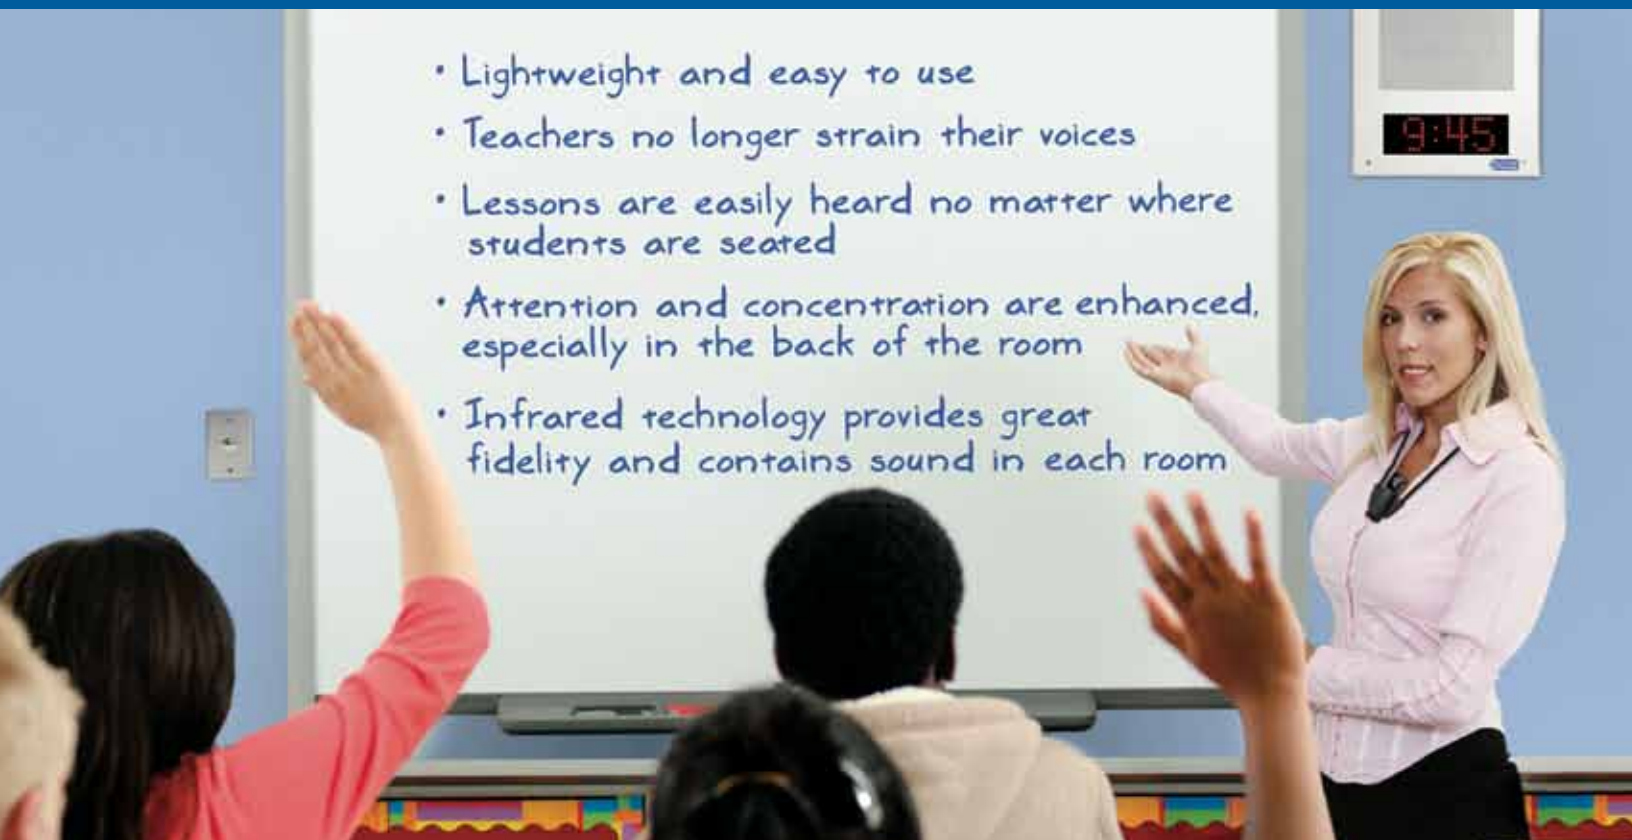 • Lightweight and easy to use
• Teachers no longer strain their voices
9:45
• Lessons are easily heard no matter where
students are seated
• Attention and concentration are enhanced,
especially in the back of the room
• Infrared technology provides great
fidelity and contains sound in each room